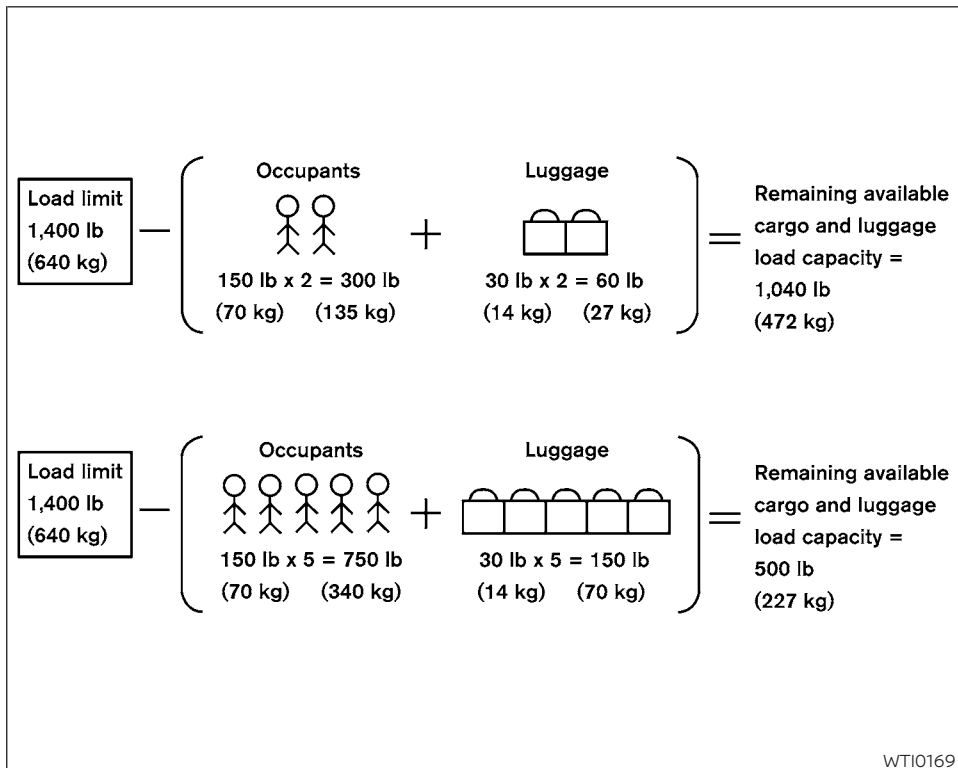 Load limit
1,400 lb
(640 kg)
—
Occupants
150 lb x 2 = 300 lb
(70 kg) (135 kg)
+
Luggage
30 lb x 2 = 60 lb
(14 kg) (27 kg)
=
Remaining available
cargo and luggage
load capacity =
1,040 lb
(472 kg)
Load limit
1,400 lb
(640 kg)
—
Occupants
150 lb x 5 = 750 lb
(70 kg) (340 kg)
+
Luggage
30 lb x 5 = 150 lb
(14 kg) (70 kg)
=
Remaining available
cargo and luggage
load capacity =
500 lb
(227 kg)
WTI0169